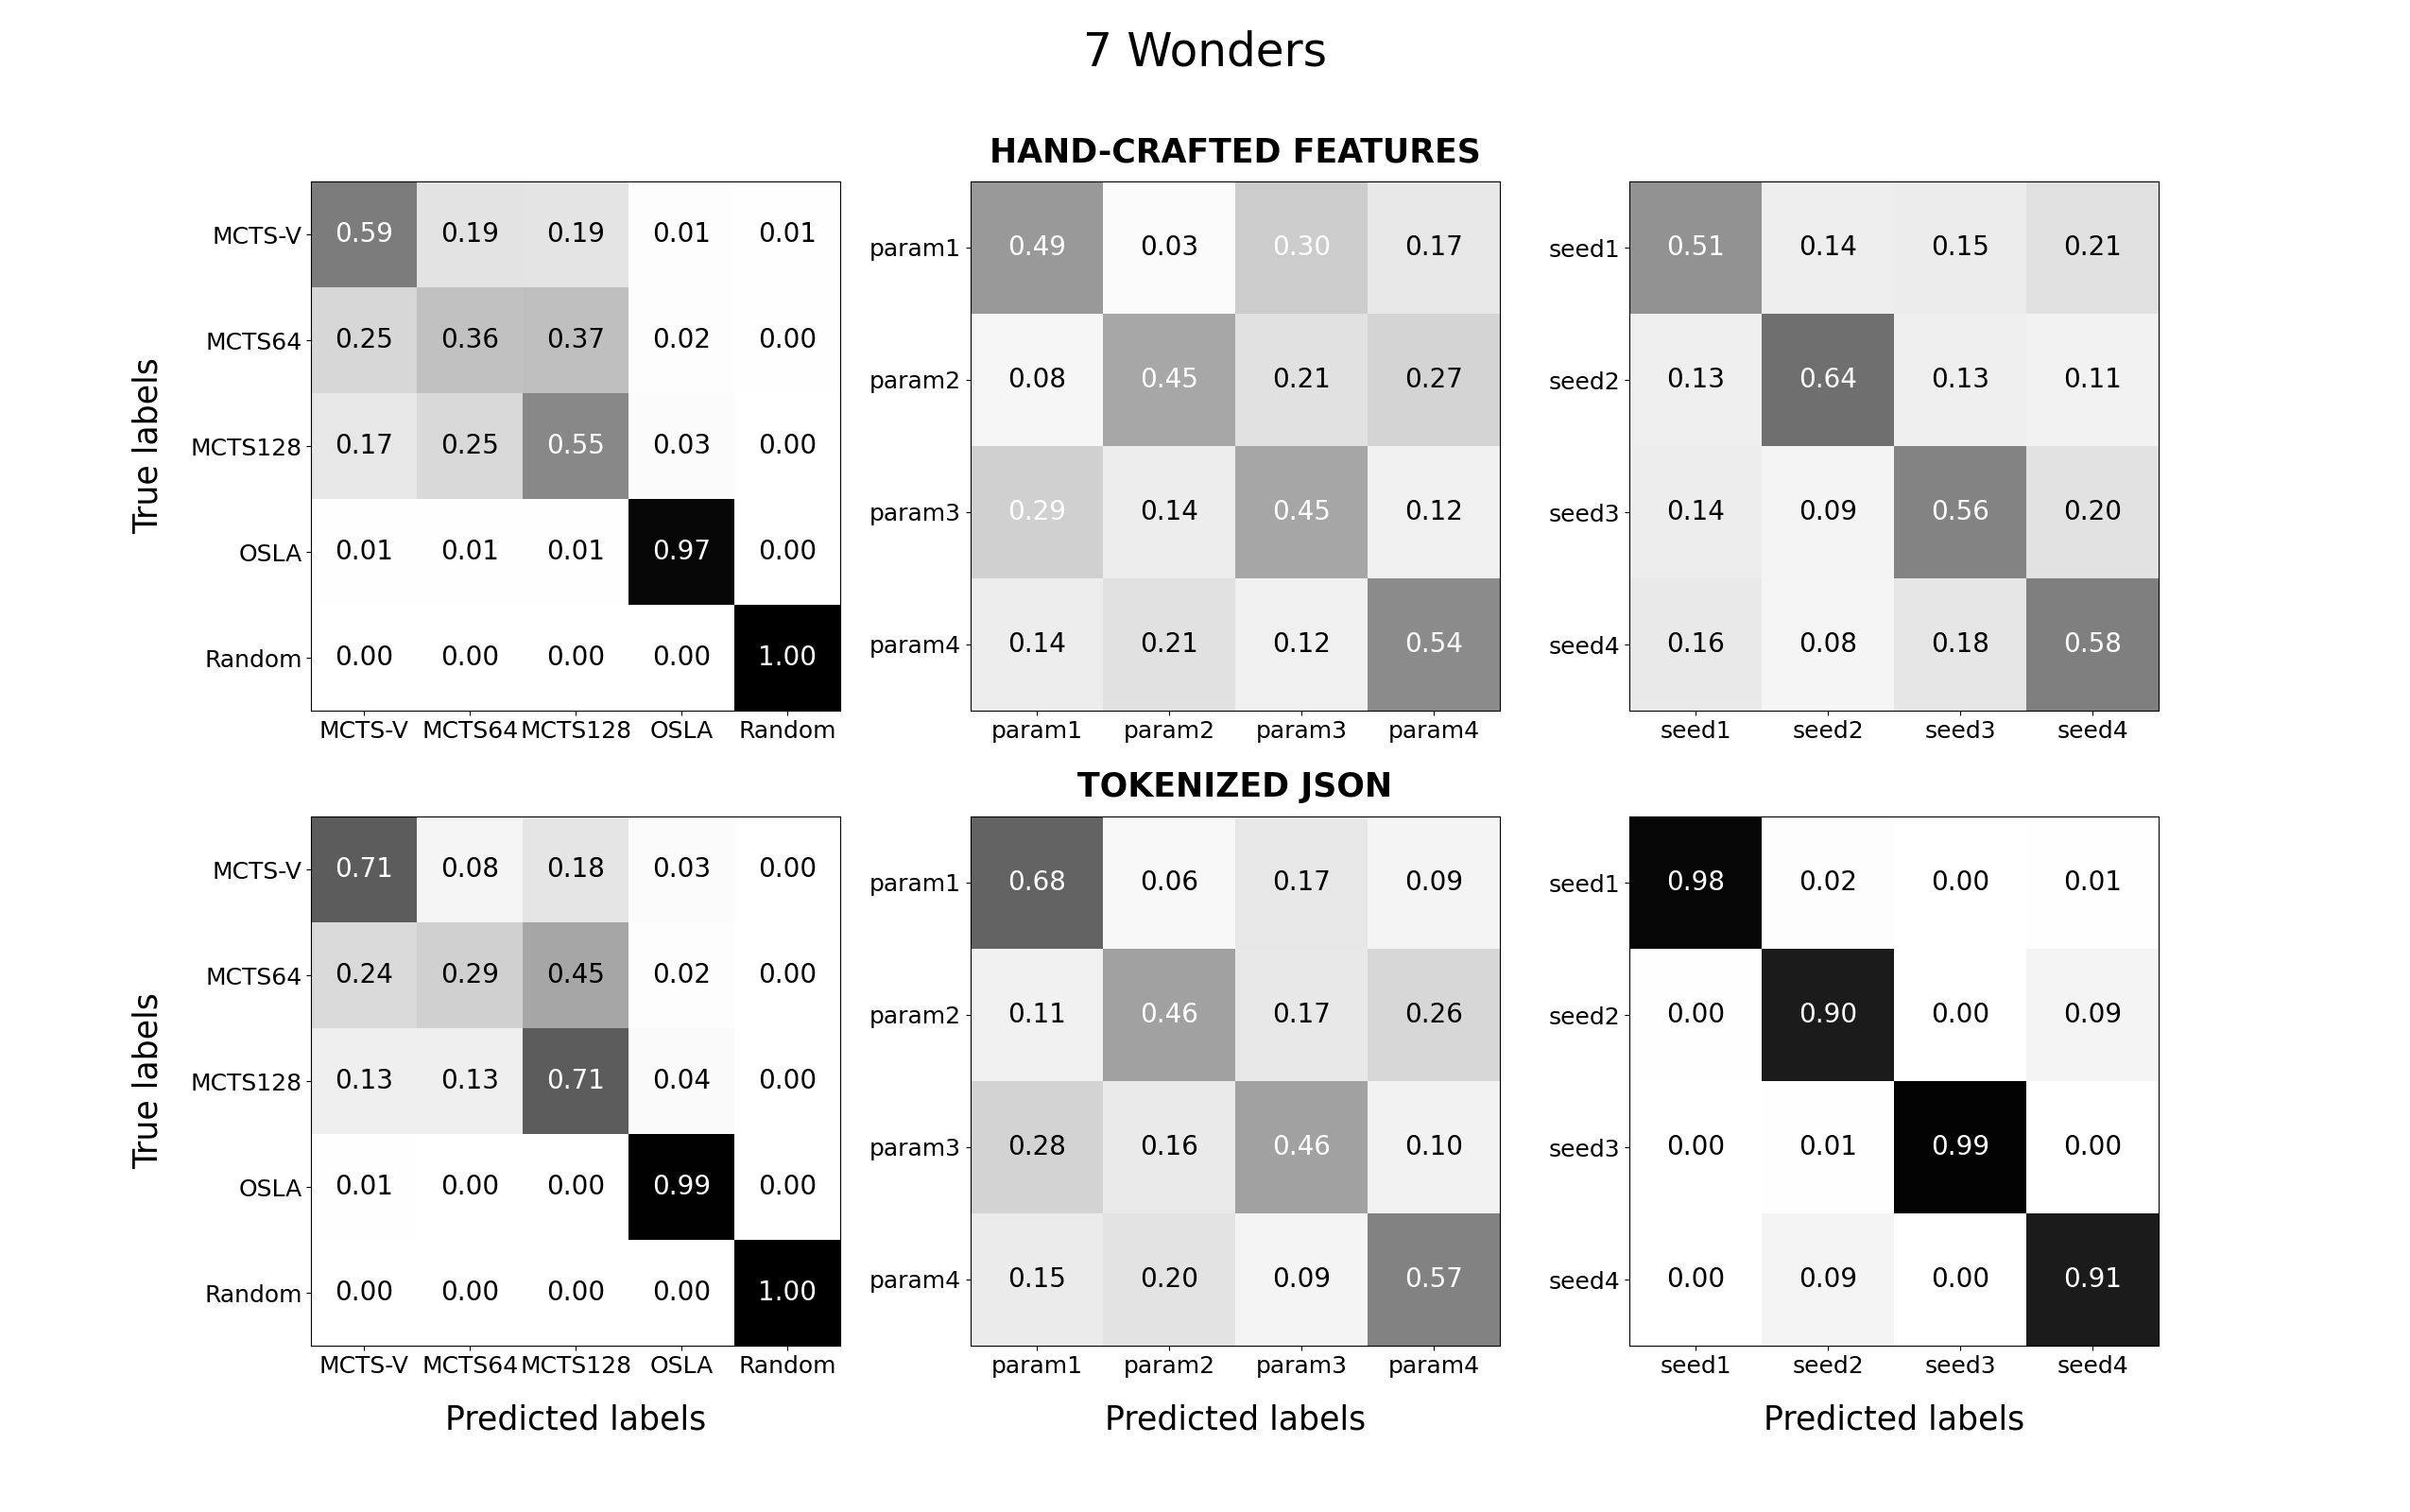 7 Wonders
HAND-CRAFTED FEATURES
True labels
MCTS-V 0.59 0.19 0.19 0.01 0.01
MCTS64 0.25 0.36 0.37 0.02 0.00
MCTS128 0.17 0.25 0.55 0.03 0.00
OSLA 0.01 0.01 0.01 0.97 0.00
Random 0.00 0.00 0.00 0.00 1.00
MCTS-V MCTS64 MCTS128 OSLA Random
param1 0.49 0.03 0.30 0.17
param2 0.08 0.45 0.21 0.27
param3 0.29 0.14 0.45 0.12
param4 0.14 0.21 0.12 0.54
param1 param2 param3 param4
seed1 0.51 0.14 0.15 0.21
seed2 0.13 0.64 0.13 0.11
seed3 0.14 0.09 0.56 0.20
seed4 0.16 0.08 0.18 0.58
seed1 seed2 seed3 seed4
TOKENIZED JSON
True labels
MCTS-V 0.71 0.08 0.18 0.03 0.00
MCTS64 0.24 0.29 0.45 0.02 0.00
MCTS128 0.13 0.13 0.71 0.04 0.00
OSLA 0.01 0.00 0.00 0.99 0.00
Random 0.00 0.00 0.00 0.00 1.00
MCTS-V MCTS64 MCTS128 OSLA Random
Predicted labels
param1 0.68 0.06 0.17 0.09
param2 0.11 0.46 0.17 0.26
param3 0.28 0.16 0.46 0.10
param4 0.15 0.20 0.09 0.57
param1 param2 param3 param4
Predicted labels
seed1 0.98 0.02 0.00 0.01
seed2 0.00 0.90 0.00 0.09
seed3 0.00 0.01 0.99 0.00
seed4 0.00 0.09 0.00 0.91
seed1 seed2 seed3 seed4
Predicted labels